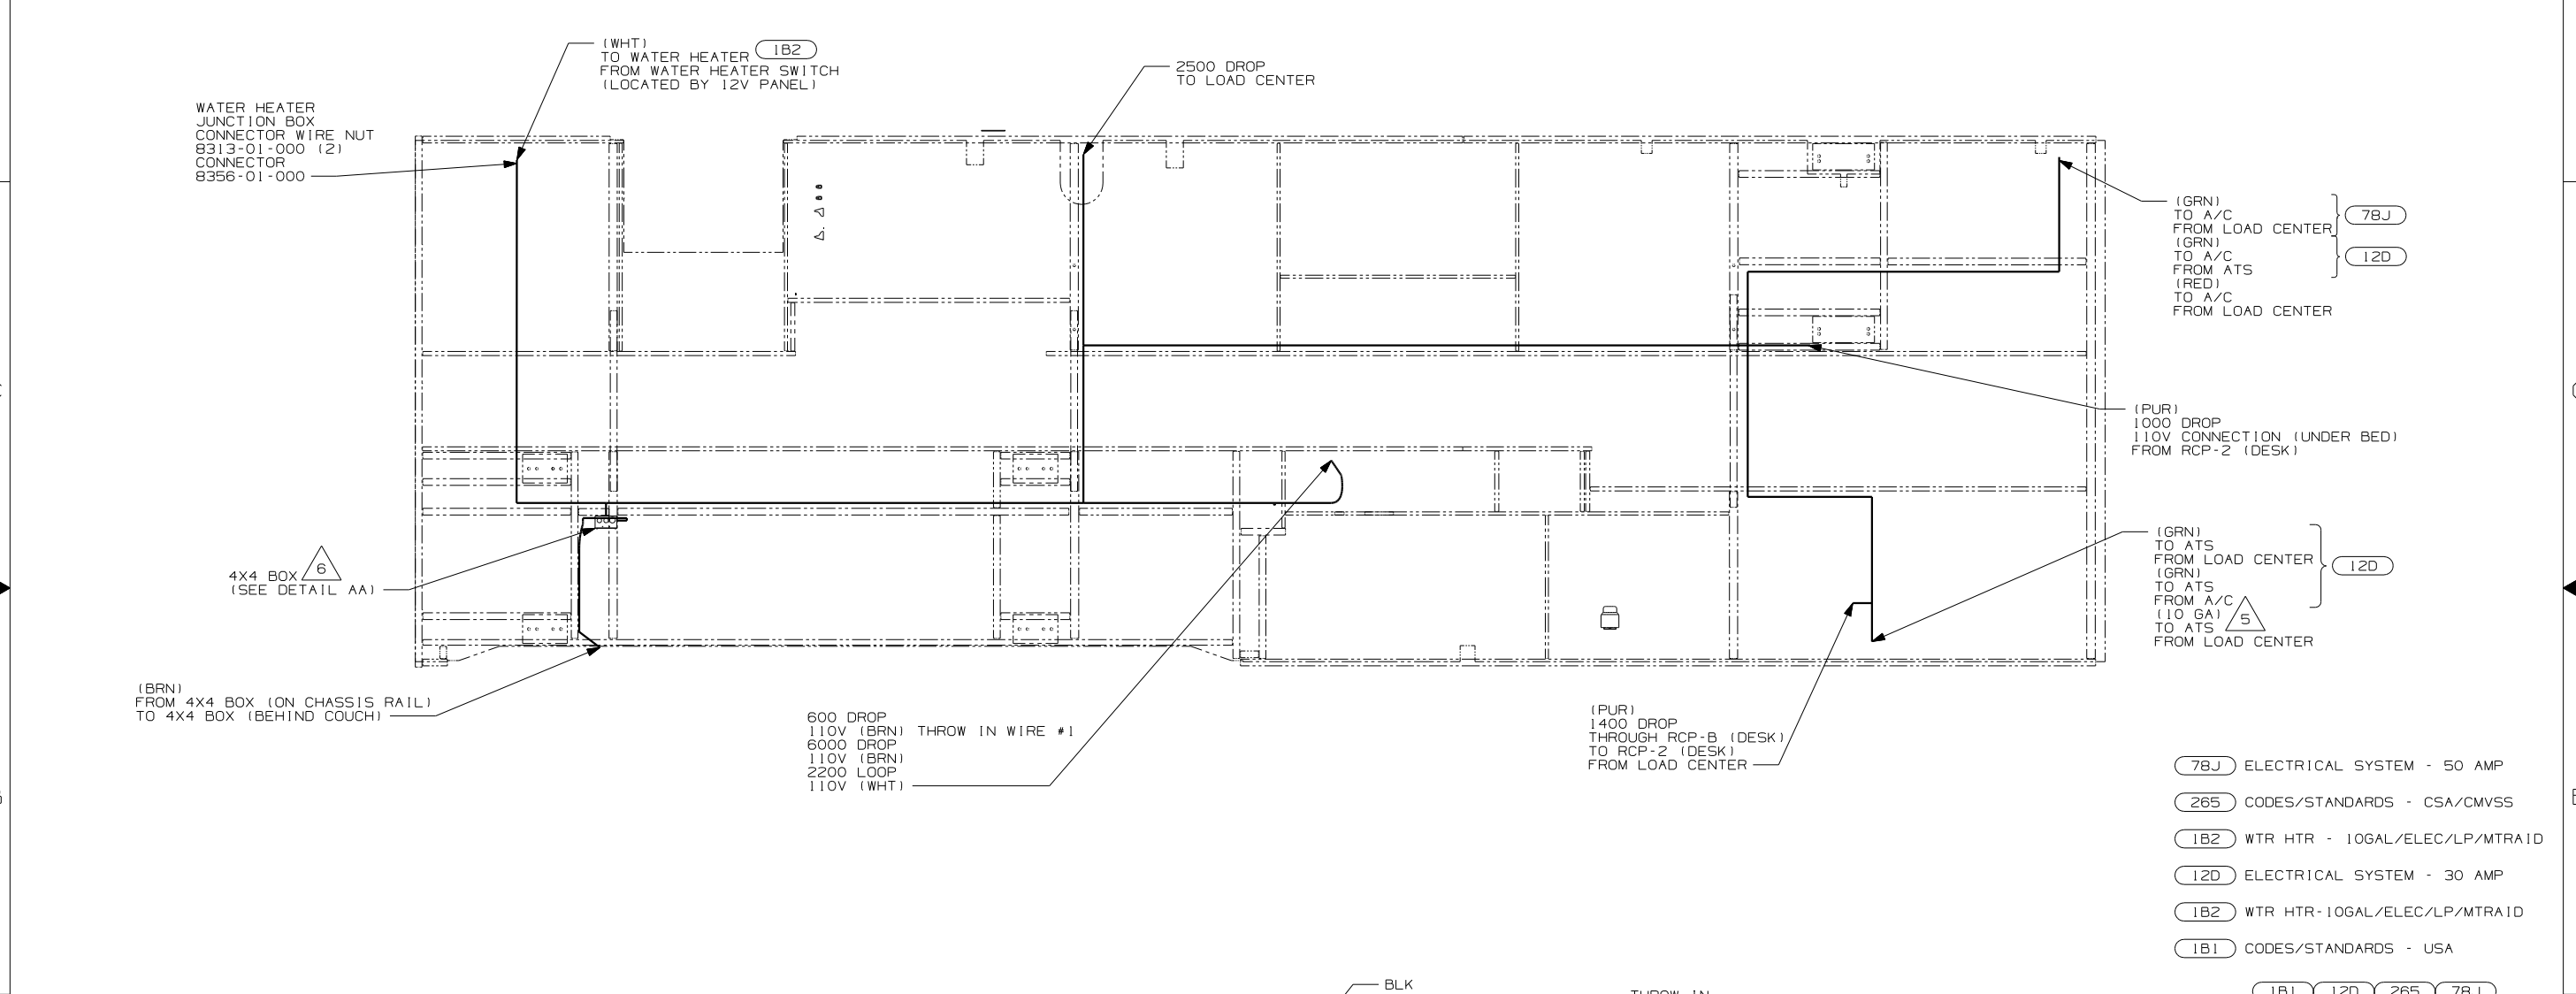 (WHT)
TO WATER HEATER 1B2
FROM WATER HEATER SWITCH
(LOCATED BY 12V PANEL)
WATER HEATER
JUNCTION BOX
CONNECTOR WIRE NUT
8313-01-000 (2)
CONNECTOR
8356-01-000
2500 DROP
TO LOAD CENTER
(GRN)
TO A/C
FROM LOAD CENTER
78J
(GRN)
TO A/C
FROM ATS
12D
(RED)
TO A/C
FROM LOAD CENTER
(PUR)
1000 DROP
110V CONNECTION (UNDER BED)
FROM RCP-2 (DESK)
(GRN)
TO ATS
FROM LOAD CENTER
(GRN)
TO ATS
FROM A/C
12D
(10 GA)
TO ATS 5
FROM LOAD CENTER
4X4 BOX 6
(SEE DETAIL AA)
(BRN)
FROM 4X4 BOX (ON CHASSIS RAIL)
TO 4X4 BOX (BEHIND COUCH)
600 DROP
110V (BRN) THROW IN WIRE #1
6000 DROP
110V (BRN)
2200 LOOP
110V (WHT)
(PUR)
1400 DROP
THROUGH RCP-B (DESK)
TO RCP-2 (DESK)
FROM LOAD CENTER
78J ELECTRICAL SYSTEM - 50 AMP
265 CODES/STANDARDS - CSA/CMVSS
1B2 WTR HTR - 10GAL/ELEC/LP/MTRAID
12D ELECTRICAL SYSTEM - 30 AMP
1B2 WTR HTR-10GAL/ELEC/LP/MTRAID
1B1 CODES/STANDARDS - USA
1B1 12D 265 78J
BLK
THROW IN